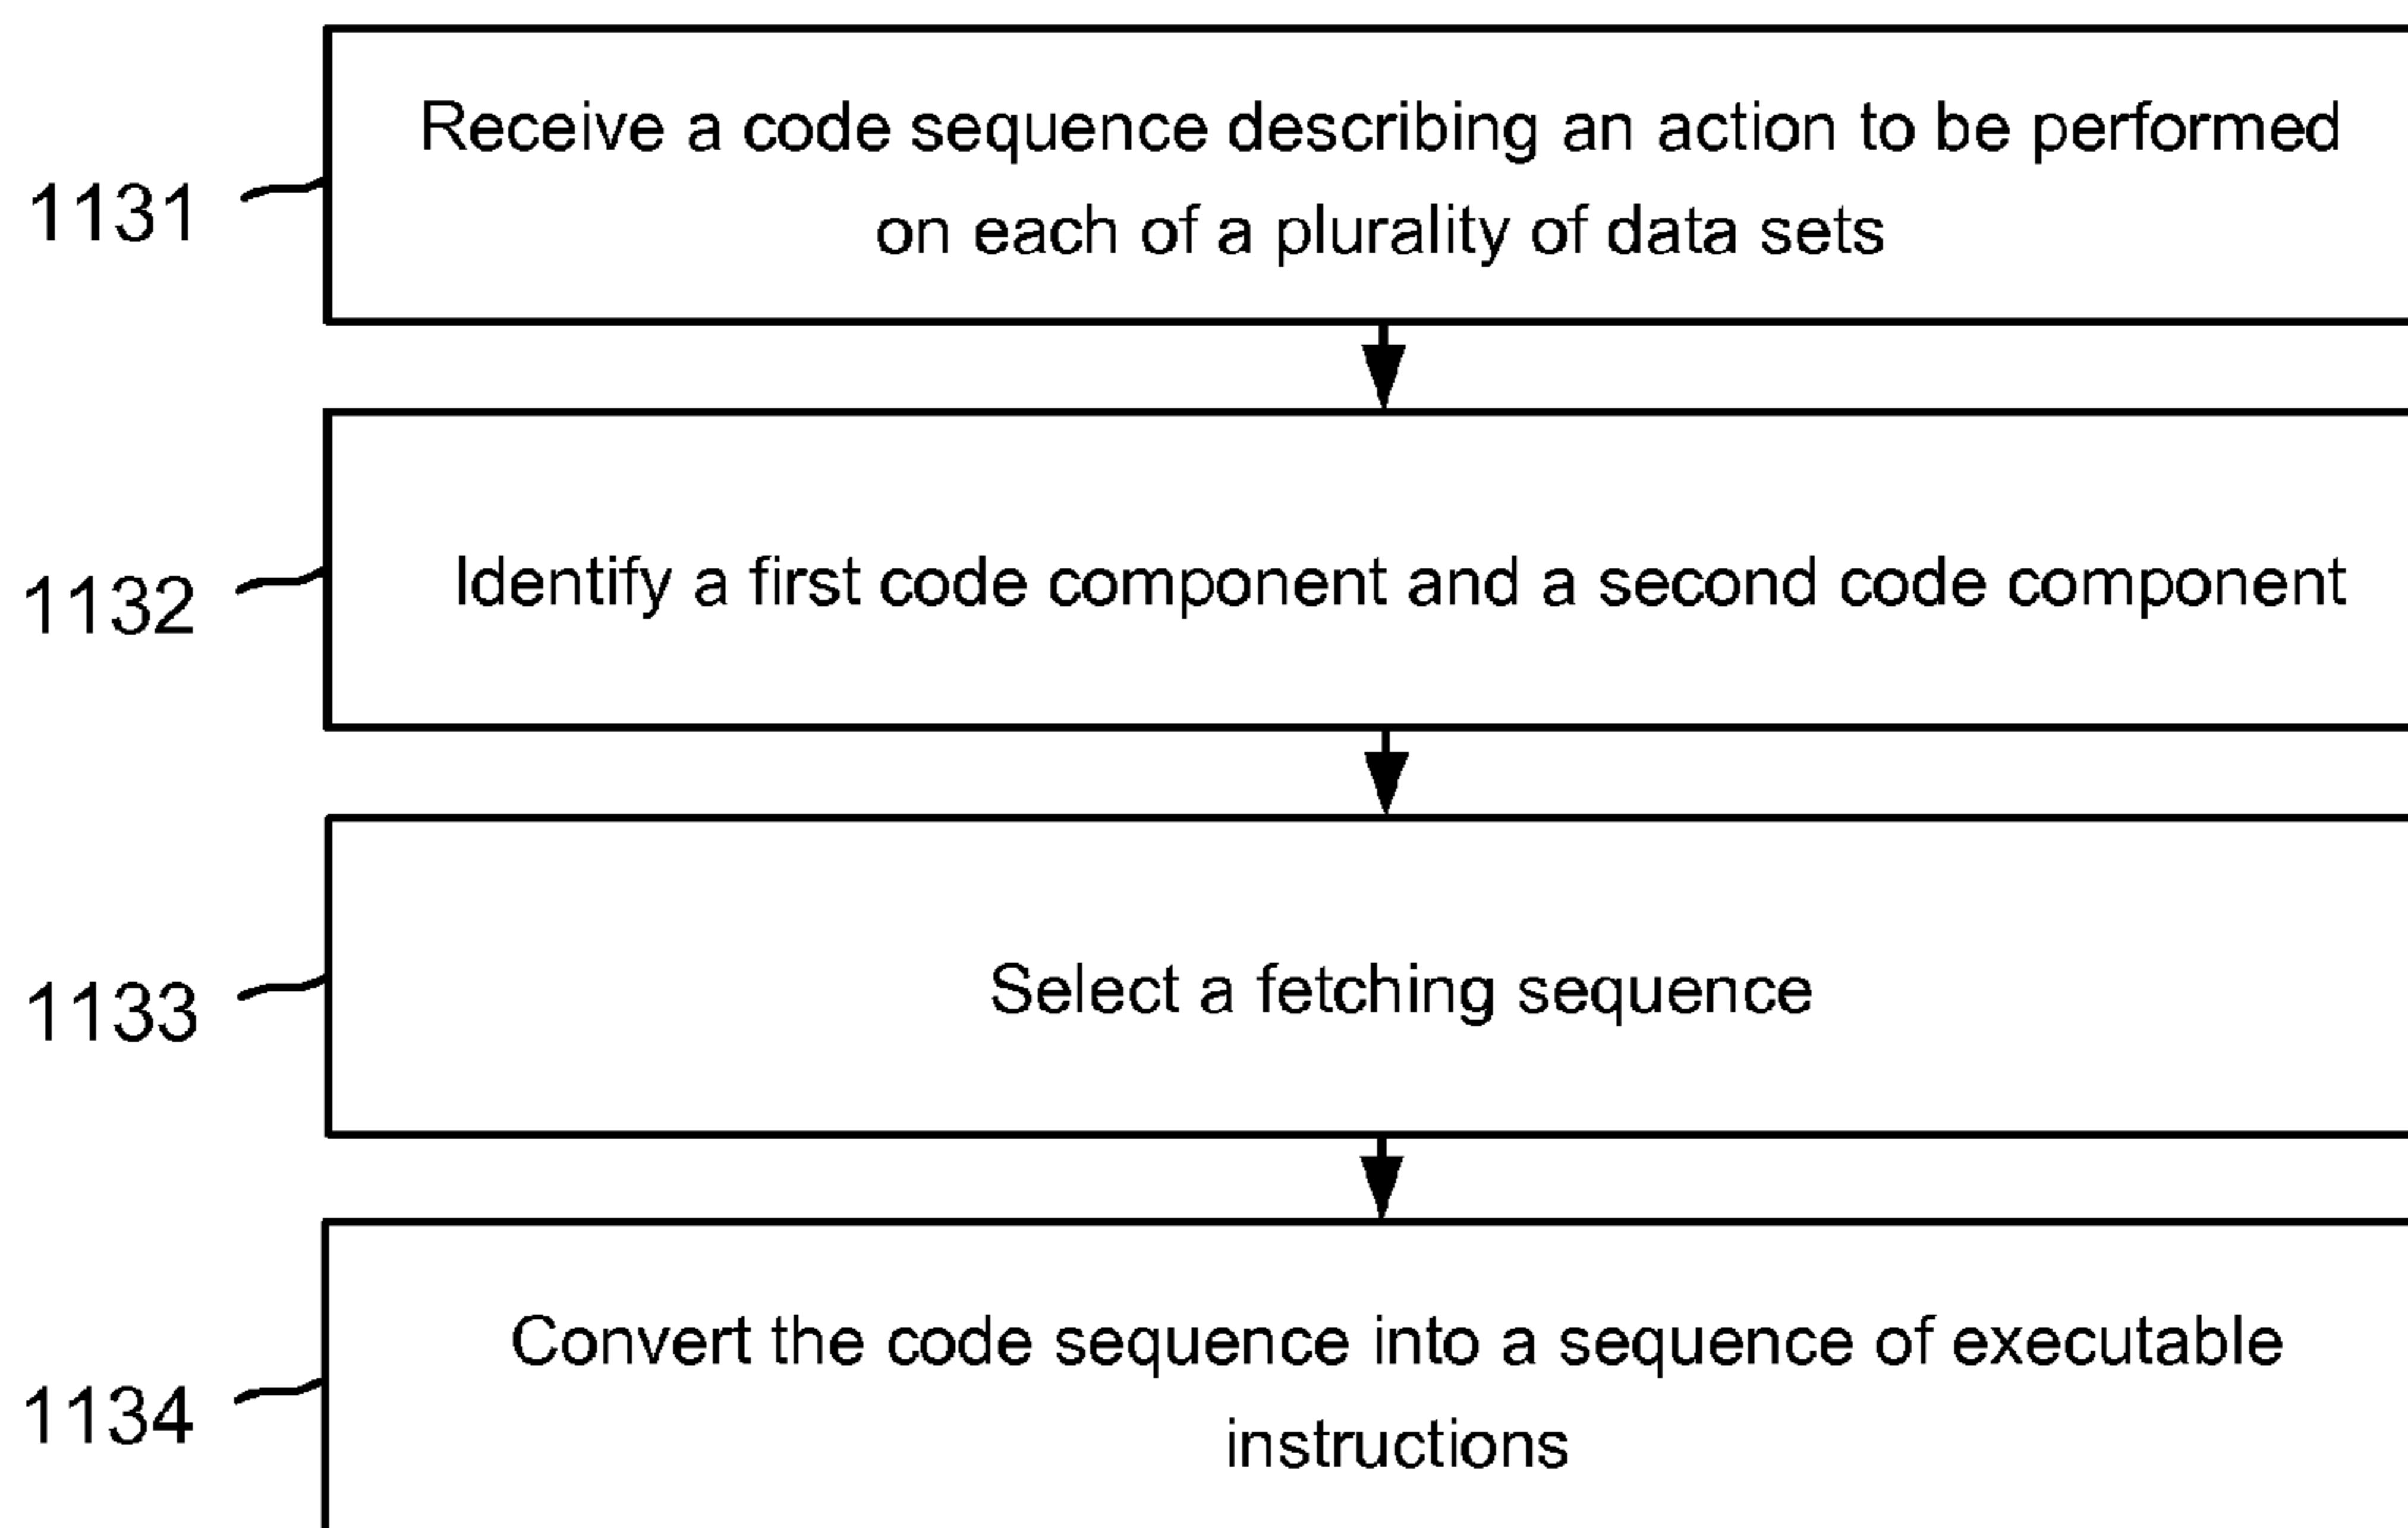 Receive a code sequence describing an action to be performed
on each of a plurality of data sets
1131
Identify a first code component and a second code component
1132
Select a fetching sequence
1133
Convert the code sequence into a sequence of executable
instructions
1134